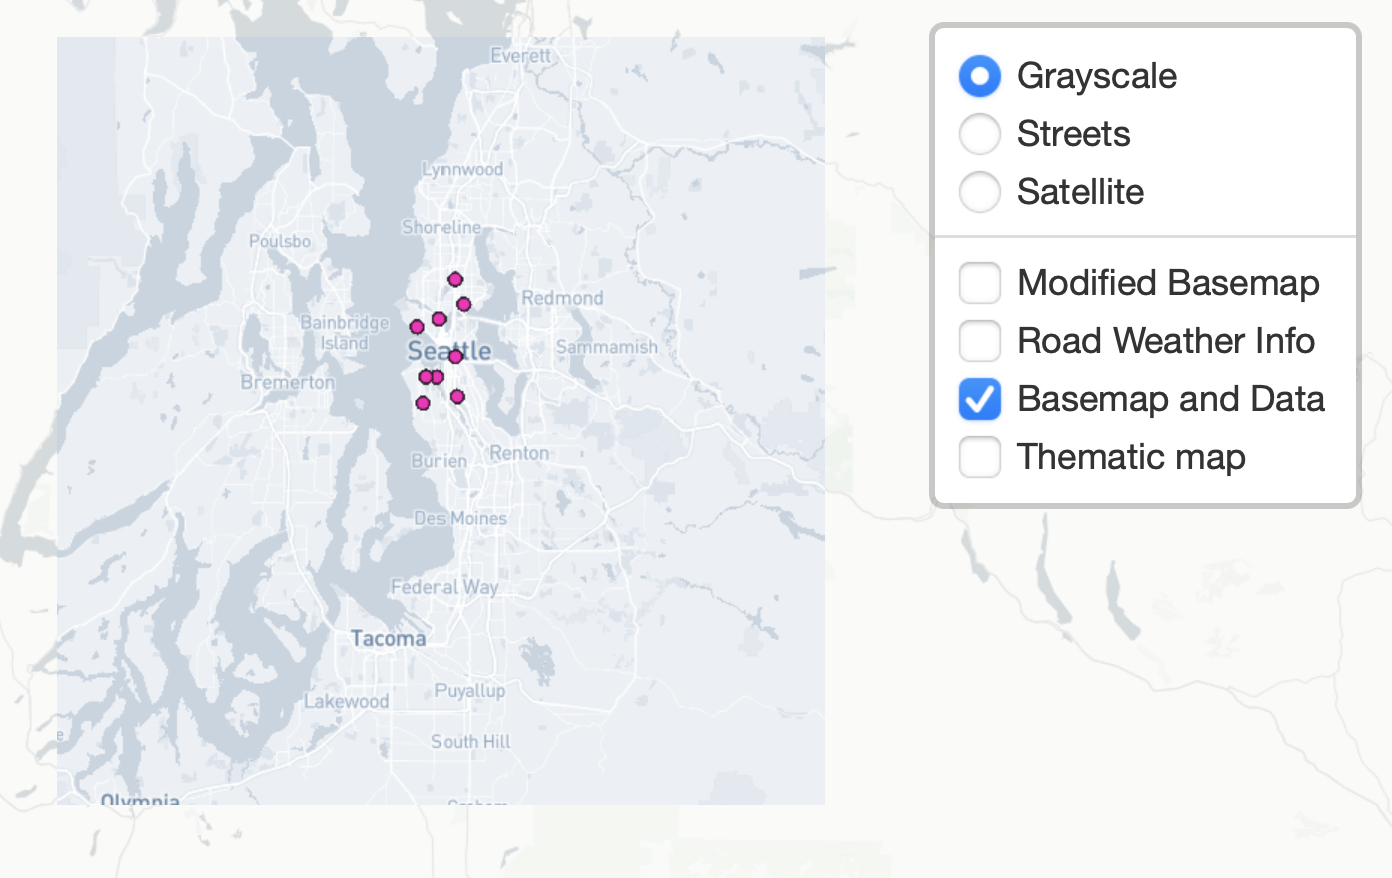 Everett
Lynnwood
Shoreline
Poulsbo
Redmond
Bainbridge
Island
Seattle
Sammamish
Bremerton
Burien
Renton
Des Moines
Federal Way
Tacoma
Puyallup
Lakewood
South Hill
Olympia
Graham
Grayscale
Streets
Satellite
Modified Basemap
Road Weather Info
Basemap and Data
Thematic map